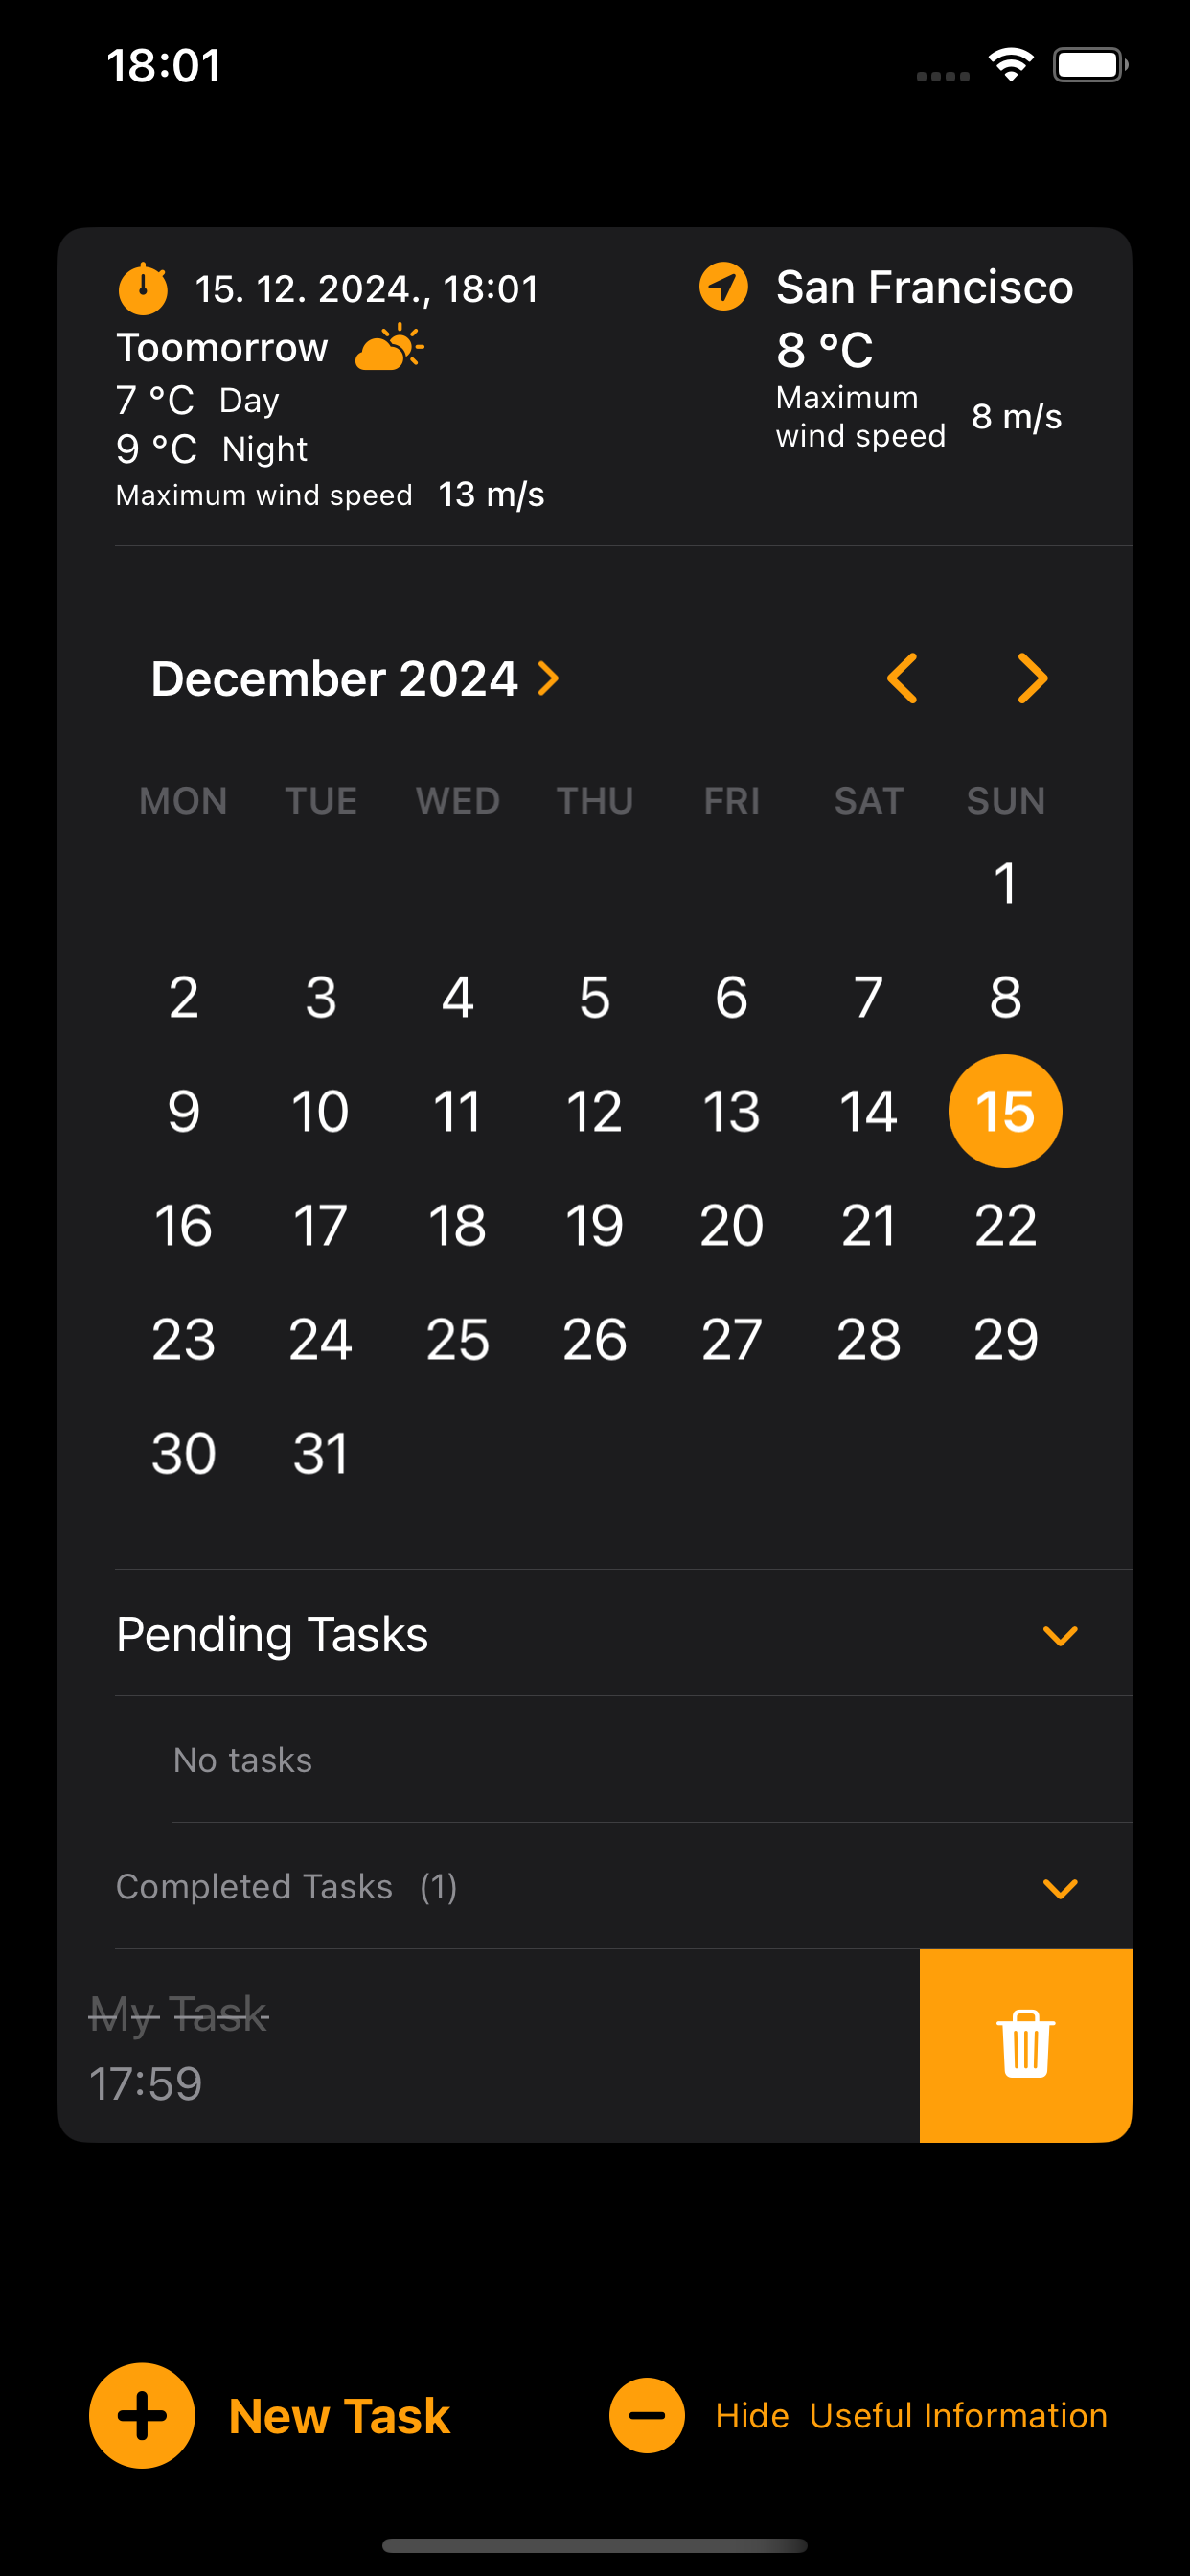 18:01
15. 12. 2024., 18:01
San Francisco
Toomorrow
8 °C
7 °C Day
Maximum
wind speed
8 m/s
9 °C Night
Maximum wind speed 13 m/s
December 2024
MON TUE WED THU FRI SAT SUN
1
2 3 4 5 6 7 8
9 10 11 12 13 14 15
16 17 18 19 20 21 22
23 24 25 26 27 28 29
30 31
Pending Tasks
No tasks
Completed Tasks (1)
My Task
17:59
New Task
Hide Useful Information